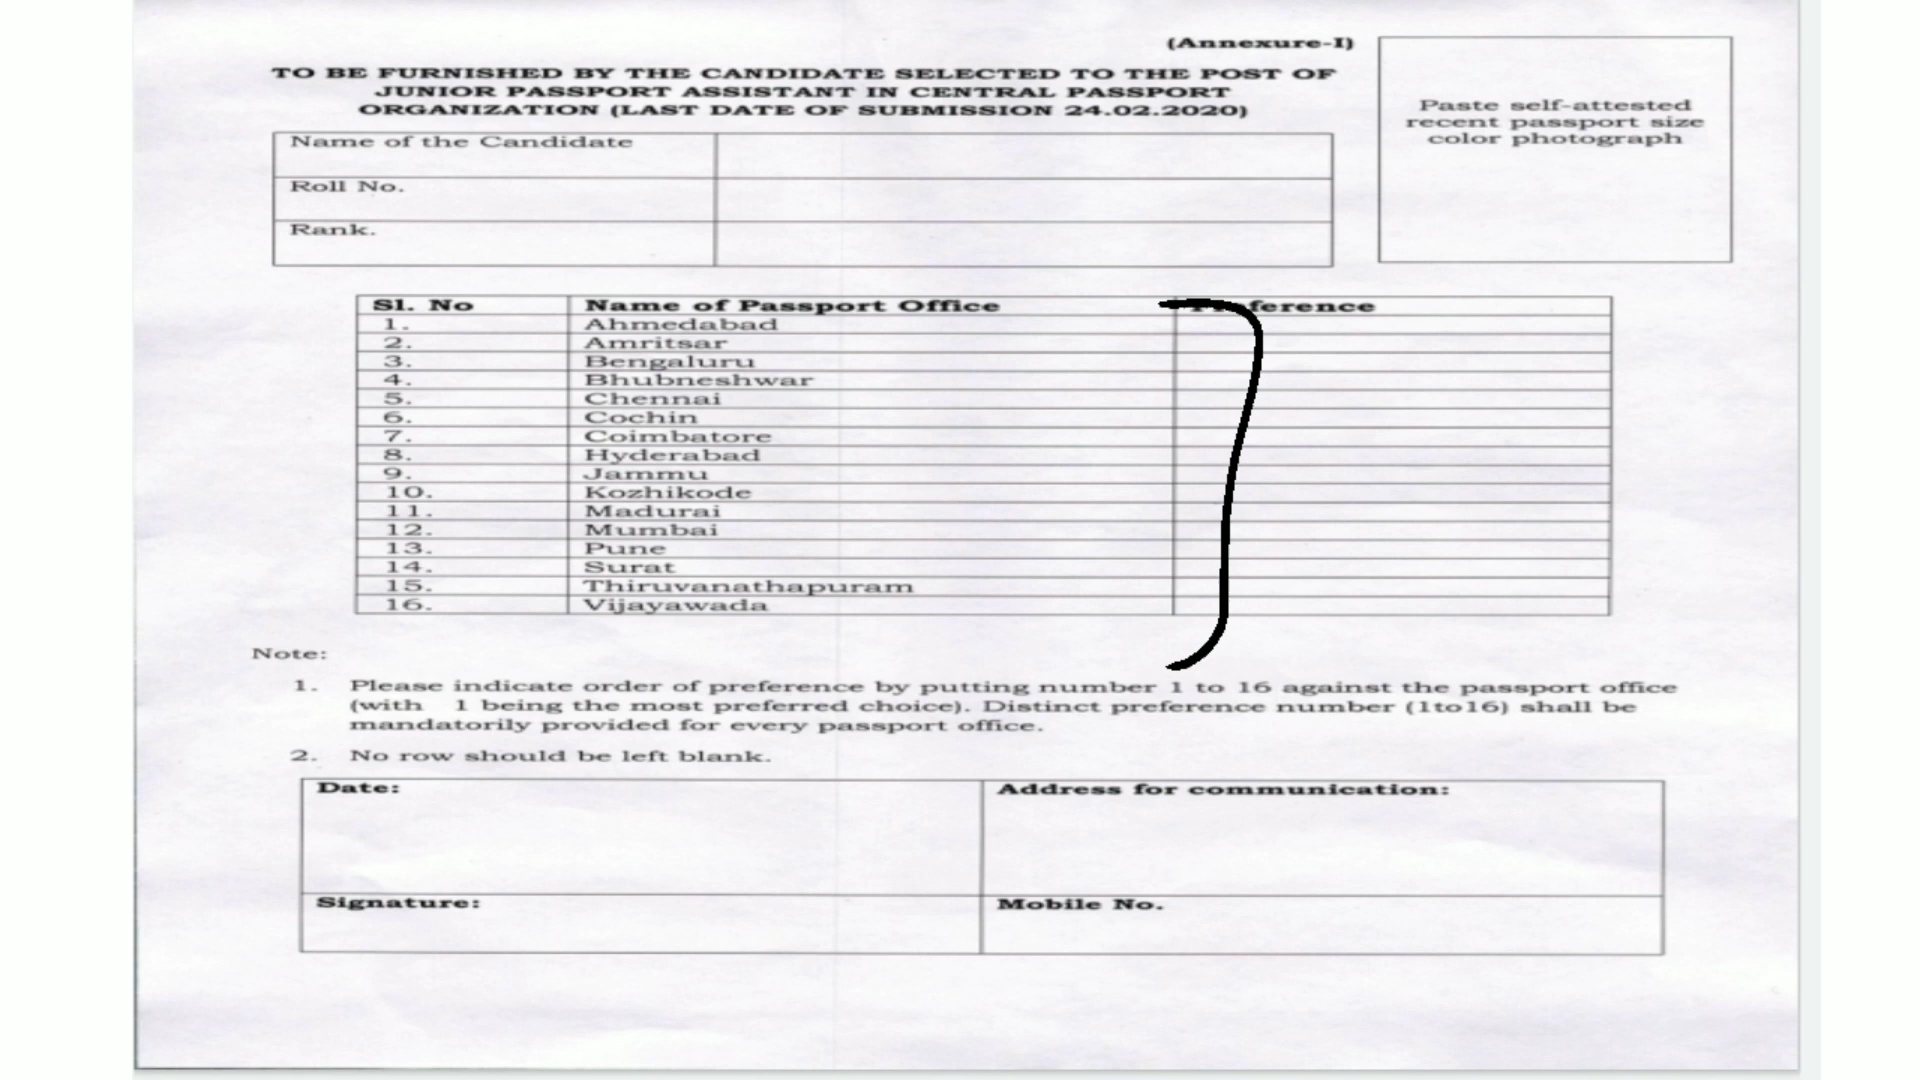 (Annexure-I)
TO BE FURNISHED BY THE CANDIDATE SELECTED TO THE POST OF
JUNIOR PASSPORT ASSISTANT IN CENTRAL PASSPORT
ORGANIZATION (LAST DATE OF SUBMISSION 24.02.2020)
Paste self-attested
recent passport size
color photograph
Name of the Candidate
Roll No.
Rank.
Sl. No Name of Passport Office Preference
1. Ahmedabad
2. Amritsar
3. Bengaluru
4. Bhubneshwar
5. Chennai
6. Cochin
7. Coimbatore
8. Hyderabad
9. Jammu
10. Kozhikode
11. Madurai
12. Mumbai
13. Pune
14. Surat
15. Thiruvanathapuram
16. Vijayawada
Note:
1. Please indicate order of preference by putting number 1 to 16 against the passport office
(with 1 being the most preferred choice). Distinct preference number (1to16) shall be
mandatorily provided for every passport office.
2. No row should be left blank.
Date: Address for communication:
Signature: Mobile No.